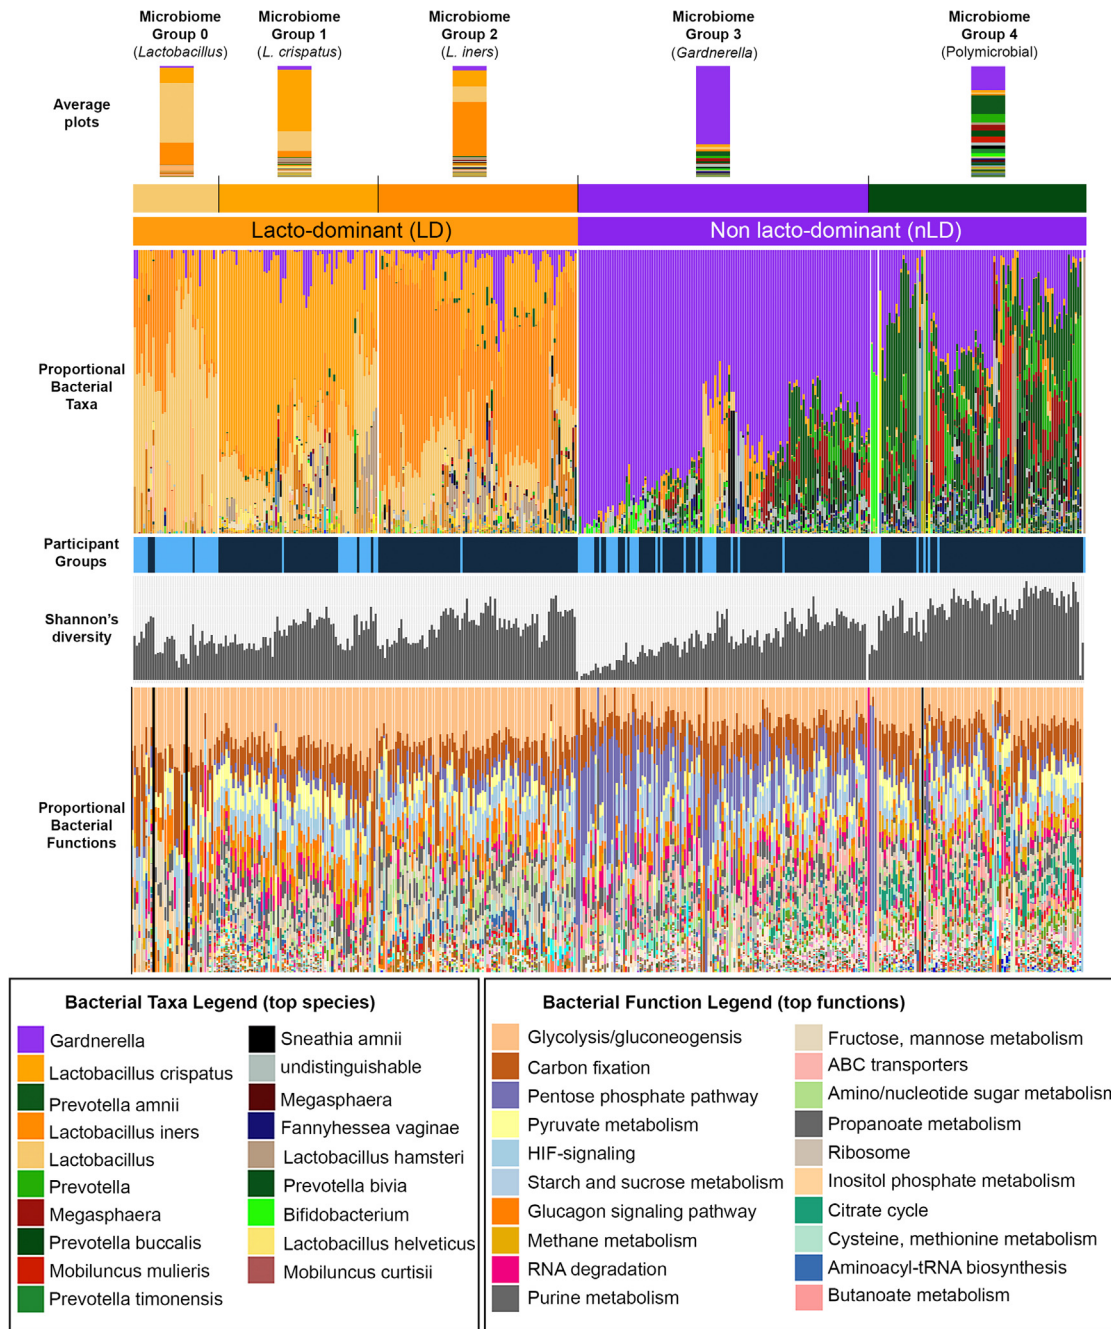 Microbiome
Group 0
(Lactobacillus)
Microbiome
Group 1
(L. crispatus)
Microbiome
Group 2
(L. iners)
Microbiome
Group 3
(Gardnerella)
Microbiome
Group 4
(Polymicrobial)
Average
plots
Lacto-dominant (LD)
Non lacto-dominant (nLD)
Proportional
Bacterial
Taxa
Participant
Groups
Shannon's
diversity
Proportional
Bacterial
Functions
Bacterial Taxa Legend (top species)
Gardnerella
Lactobacillus crispatus
Prevotella amnii
Lactobacillus iners
Lactobacillus
Prevotella
Megasphaera
Prevotella buccalis
Mobiluncus mulieris
Prevotella timonensis
Sneathia amnii
undistinguishable
Megasphaera
Fannyhessea vaginae
Lactobacillus hamsteri
Prevotella bivia
Bifidobacterium
Lactobacillus helveticus
Mobiluncus curtisii
Bacterial Function Legend (top functions)
Glycolysis/gluconeogensis
Carbon fixation
Pentose phosphate pathway
Pyruvate metabolism
HIF-signaling
Starch and sucrose metabolism
Glucagon signaling pathway
Methane metabolism
RNA degradation
Purine metabolism
Fructose, mannose metabolism
ABC transporters
Amino/nucleotide sugar metabolism
Propanoate metabolism
Ribosome
Inositol phosphate metabolism
Citrate cycle
Cysteine, methionine metabolism
Aminoacyl-tRNA biosynthesis
Butanoate metabolism